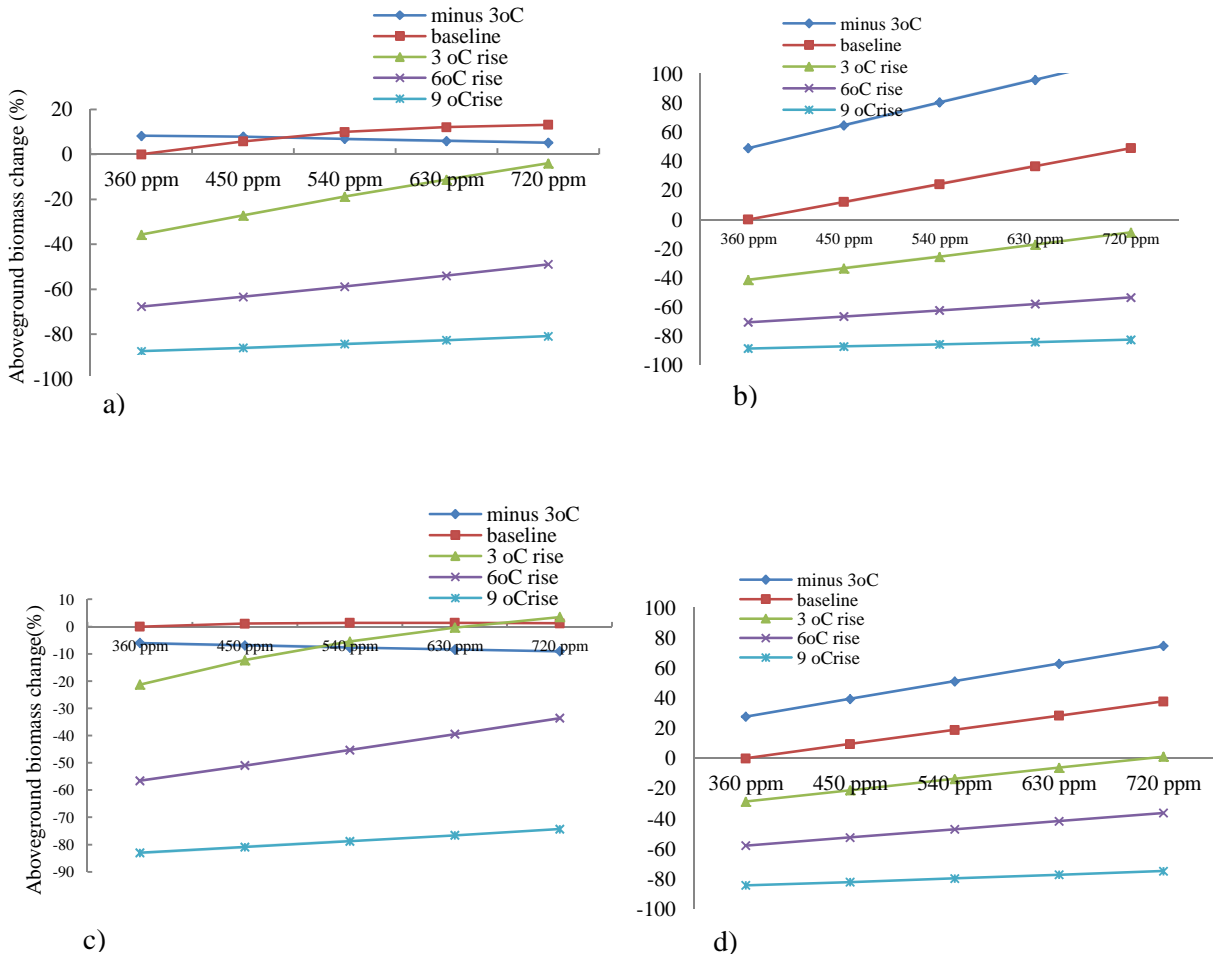 minus 3oC
baseline
3 oC rise
6oC rise
9 oCrise
Aboveground biomass change (%)
20
0
-20
-40
-60
-80
-100
360 ppm 450 ppm 540 ppm 630 ppm 720 ppm
a)
minus 3oC
baseline
3 oC rise
6oC rise
9 oCrise
100
80
60
40
20
0
-20
-40
-60
-80
-100
360 ppm 450 ppm 540 ppm 630 ppm 720 ppm
b)
minus 3oC
baseline
3 oC rise
6oC rise
9 oCrise
Aboveground biomass change(%)
10
0
-10
-20
-30
-40
-50
-60
-70
-80
-90
360 ppm 450 ppm 540 ppm 630 ppm 720 ppm
c)
minus 3oC
baseline
3 oC rise
6oC rise
9 oCrise
100
80
60
40
20
0
-20
-40
-60
-80
-100
360 ppm 450 ppm 540 ppm 630 ppm 720 ppm
d)